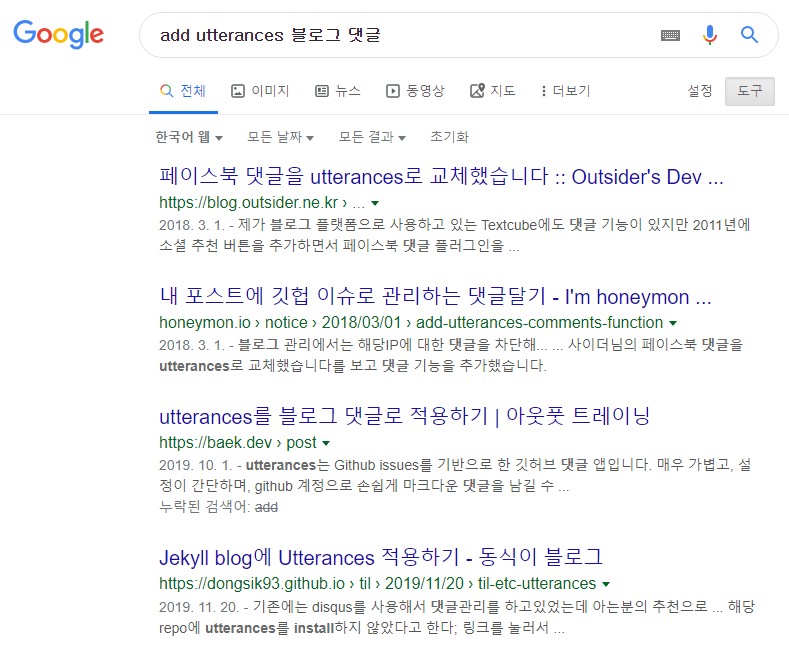 Google
add utterances 블로그 댓글
전체 이미지 뉴스 동영상 지도 더보기 설정 도구
한국어 웹 모든 날짜 모든 결과 초기화
페이스북 댓글을 utterances로 교체했습니다 :: Outsider's Dev ...
https://blog.outsider.ne.kr › ...
2018. 3. 1. - 제가 블로그 플랫폼으로 사용하고 있는 Textcube에도 댓글 기능이 있지만 2011년에
소셜 추천 버튼을 추가하면서 페이스북 댓글 플러그인을 ...
내 포스트에 깃헙 이슈로 관리하는 댓글달기 - I'm honeymon ...
honeymon.io › notice › 2018/03/01 › add-utterances-comments-function
2018. 3. 1. - 블로그 관리에서는 해당IP에 대한 댓글을 차단해... ... 사이더님의 페이스북 댓글을
utterances로 교체했습니다를 보고 댓글 기능을 추가했습니다.
utterances를 블로그 댓글로 적용하기 | 아웃풋 트레이닝
https://baek.dev › post
2019. 10. 1. - utterances는 Github issues를 기반으로 한 깃허브 댓글 앱입니다. 매우 가볍고, 설
정이 간단하며, github 계정으로 손쉽게 마크다운 댓글을 남길 수 ...
누락된 검색어: add
Jekyll blog에 Utterances 적용하기 - 동식이 블로그
https://dongsik93.github.io › til › 2019/11/20 › til-etc-utterances
2019. 11. 20. - 기존에는 disqus를 사용해서 댓글관리를 하고있었는데 아는분의 추천으로 ... 해당
repo에 utterances를 install하지 않았다고 한다; 링크를 눌러서 ...